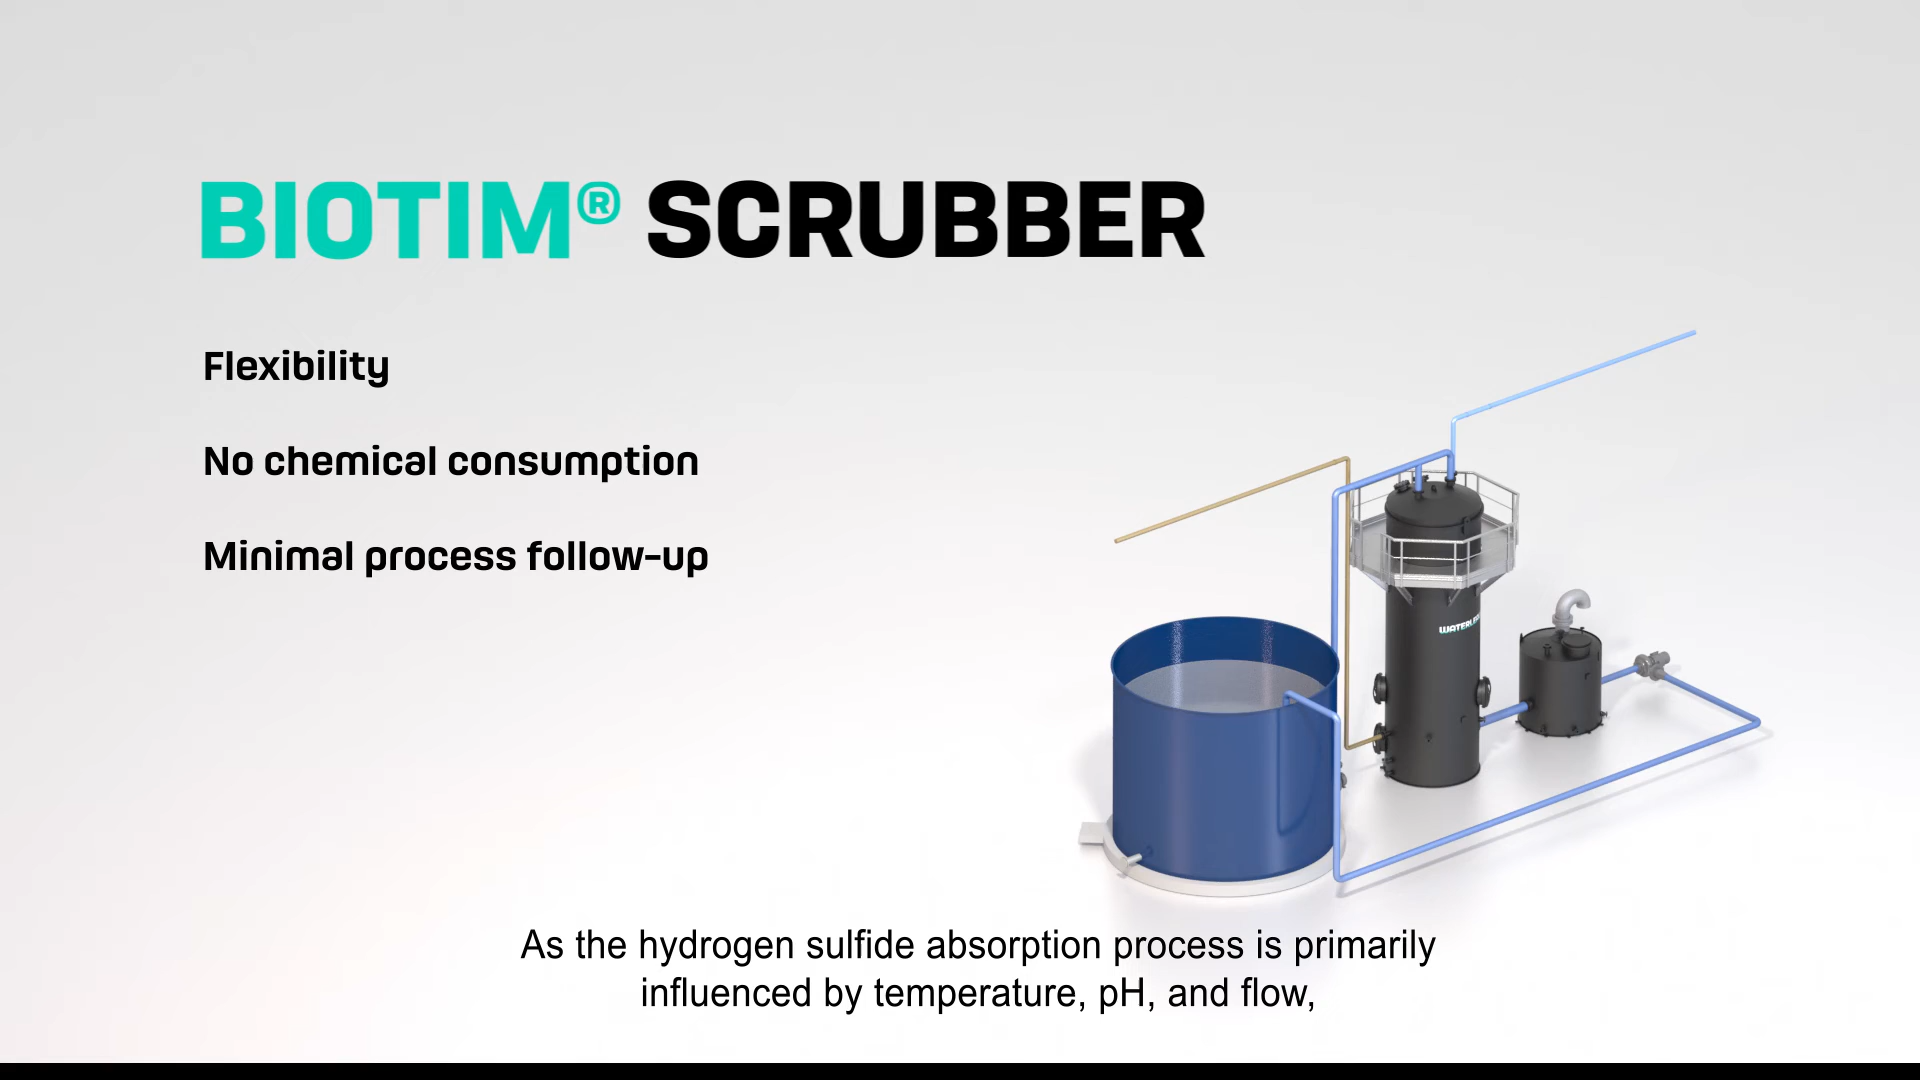 BIOTIM® SCRUBBER
Flexibility
No chemical consumption
Minimal process follow-up
As the hydrogen sulfide absorption process is primarily
influenced by temperature, pH, and flow,